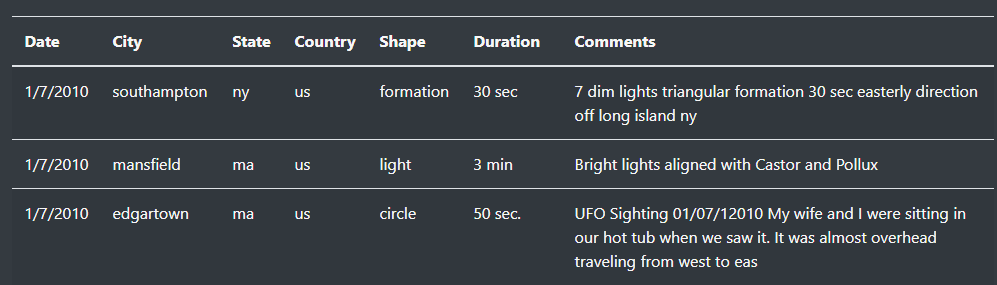 Date City State Country Shape Duration Comments
1/7/2010 southampton ny us formation 30 sec 7 dim lights triangular formation 30 sec easterly direction
off long island ny
1/7/2010 mansfield ma us light 3 min Bright lights aligned with Castor and Pollux
1/7/2010 edgartown ma us circle 50 sec. UFO Sighting 01/07/12010 My wife and I were sitting in
our hot tub when we saw it. It was almost overhead
traveling from west to eas